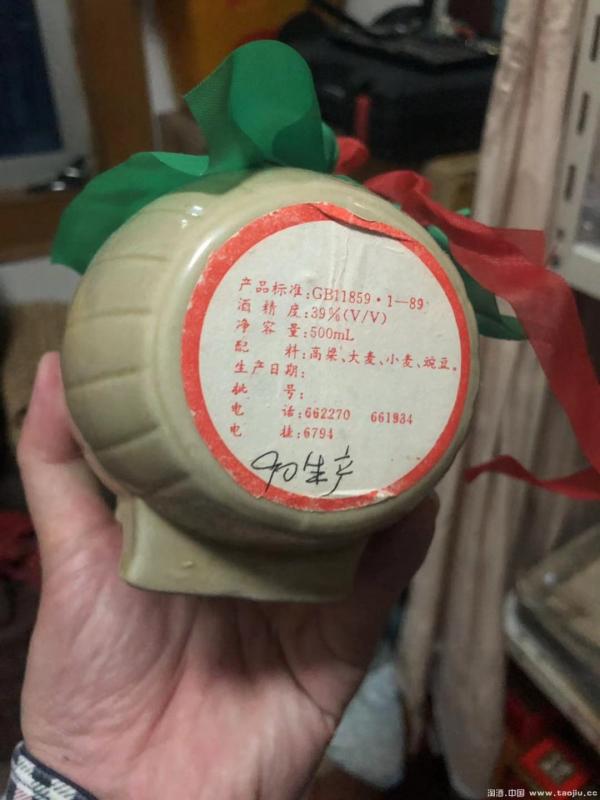 产品标准:GB11859·1—89
酒精度:39%(V/V)
净容量:500mL
配料:高梁、大麦、小麦、豌豆。
生产日期:
批号:
电话:662270 661934
电挂:6794
90生产
淘酒.中国 www.taojiu.cc